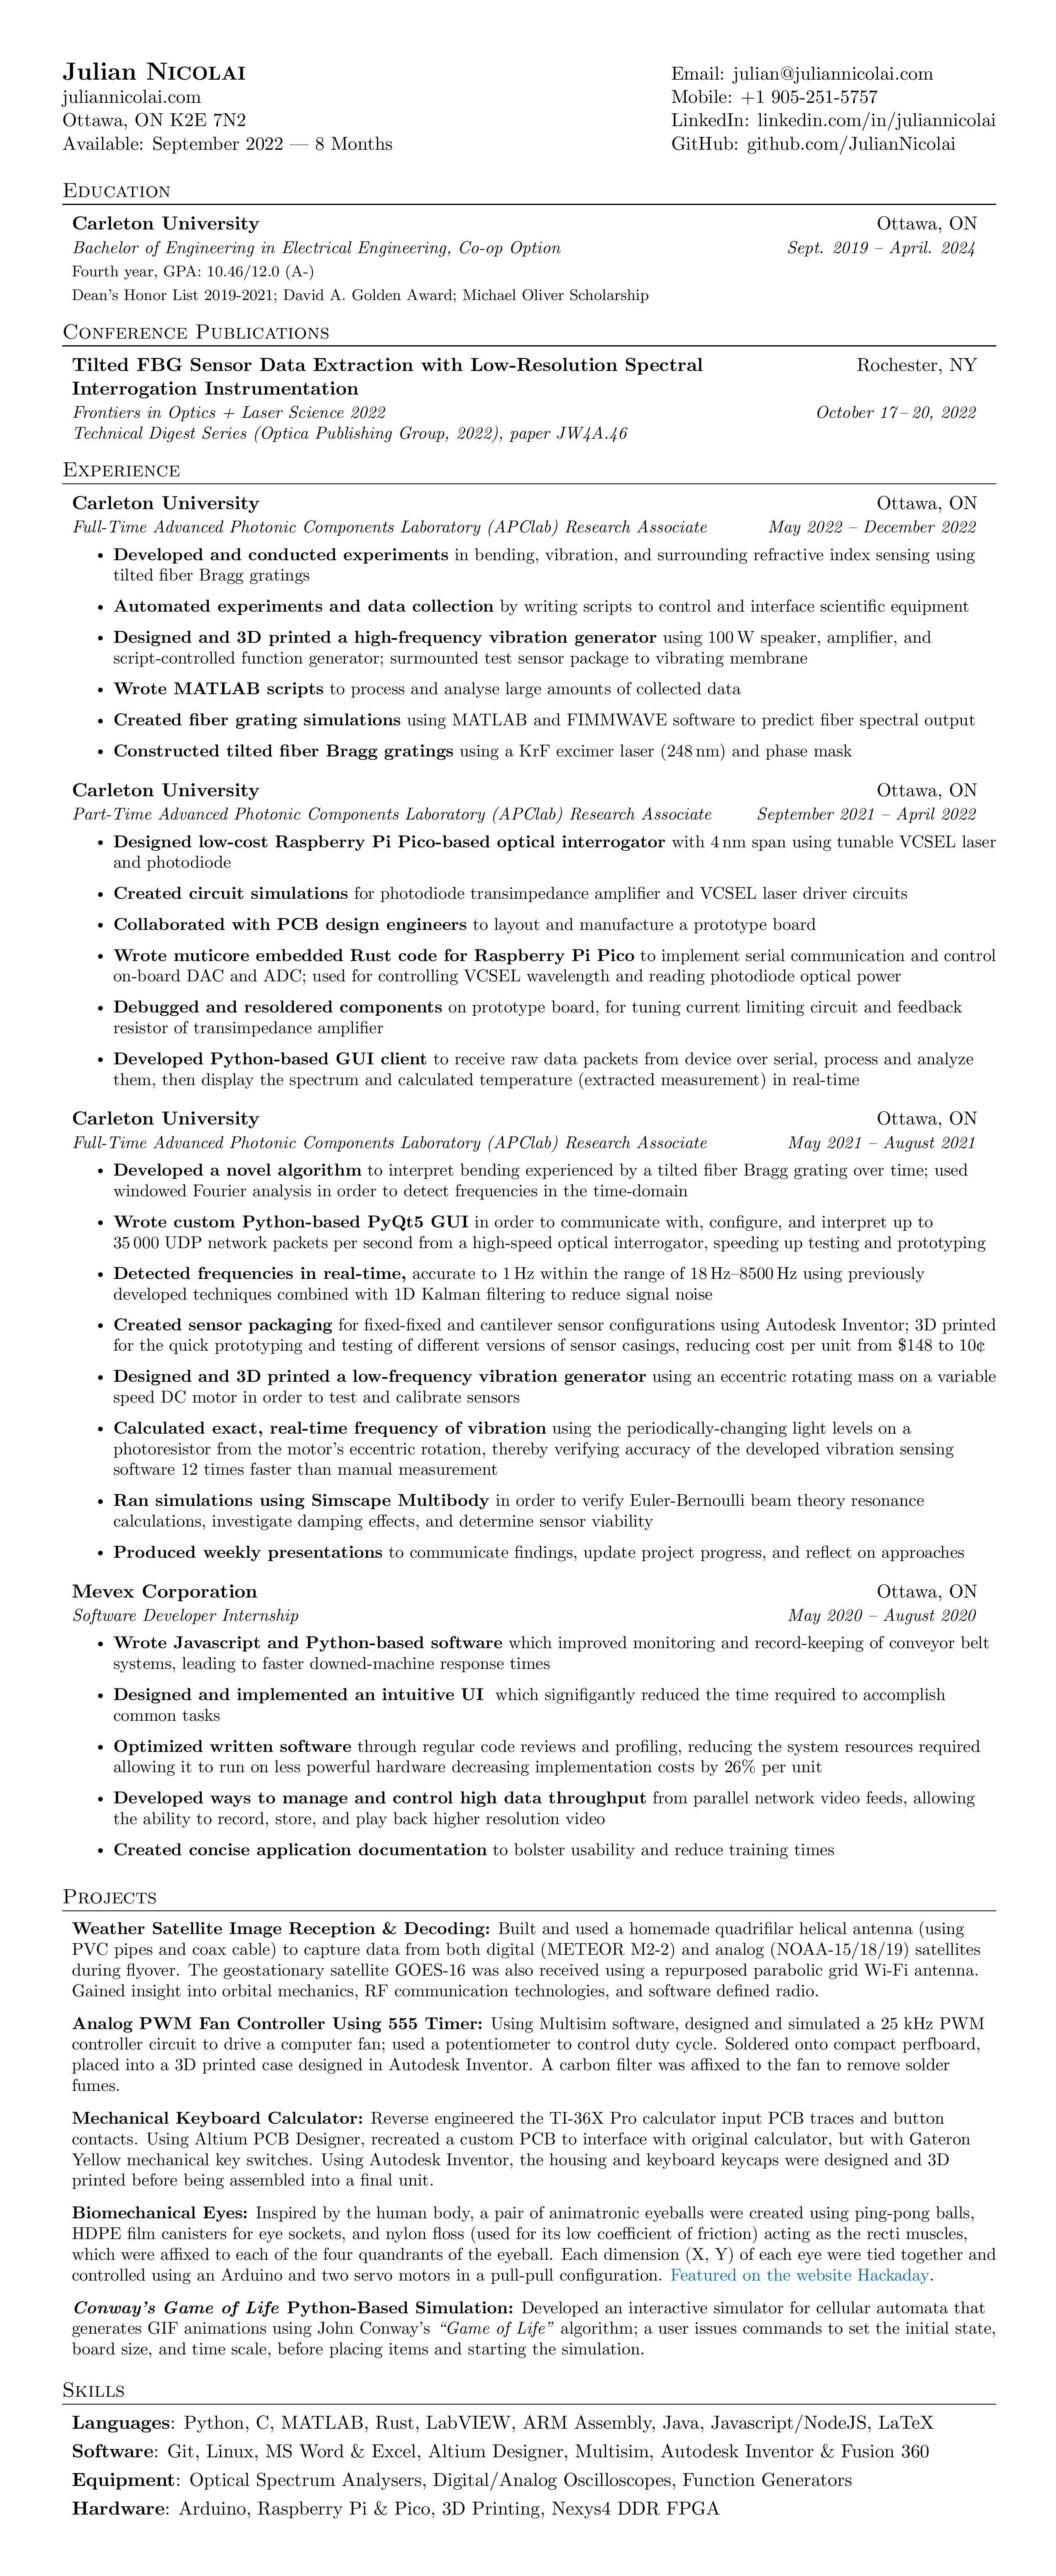 Julian Nicolai
juliannicolai.com
Ottawa, ON K2E 7N2
Available: September 2022 — 8 Months
Email: julian@juliannicolai.com
Mobile: +1 905-251-5757
LinkedIn: linkedin.com/in/juliannicolai
GitHub: github.com/JulianNicolai
Education
Carleton University Ottawa, ON
Bachelor of Engineering in Electrical Engineering, Co-op Option Sept. 2019 – April. 2024
Fourth year, GPA: 10.46/12.0 (A-)
Dean's Honor List 2019-2021; David A. Golden Award; Michael Oliver Scholarship
Conference Publications
Tilted FBG Sensor Data Extraction with Low-Resolution Spectral Rochester, NY
Interrogation Instrumentation
Frontiers in Optics + Laser Science 2022 October 17–20, 2022
Technical Digest Series (Optica Publishing Group, 2022), paper JW4A.46
Experience
Carleton University Ottawa, ON
Full-Time Advanced Photonic Components Laboratory (APClab) Research Associate May 2022 – December 2022
• Developed and conducted experiments in bending, vibration, and surrounding refractive index sensing using
tilted fiber Bragg gratings
• Automated experiments and data collection by writing scripts to control and interface scientific equipment
• Designed and 3D printed a high-frequency vibration generator using 100 W speaker, amplifier, and
script-controlled function generator; surmounted test sensor package to vibrating membrane
• Wrote MATLAB scripts to process and analyse large amounts of collected data
• Created fiber grating simulations using MATLAB and FIMMWAVE software to predict fiber spectral output
• Constructed tilted fiber Bragg gratings using a KrF excimer laser (248 nm) and phase mask
Carleton University Ottawa, ON
Part-Time Advanced Photonic Components Laboratory (APClab) Research Associate September 2021 – April 2022
• Designed low-cost Raspberry Pi Pico-based optical interrogator with 4 nm span using tunable VCSEL laser
and photodiode
• Created circuit simulations for photodiode transimpedance amplifier and VCSEL laser driver circuits
• Collaborated with PCB design engineers to layout and manufacture a prototype board
• Wrote muticore embedded Rust code for Raspberry Pi Pico to implement serial communication and control
on-board DAC and ADC; used for controlling VCSEL wavelength and reading photodiode optical power
• Debugged and resoldered components on prototype board, for tuning current limiting circuit and feedback
resistor of transimpedance amplifier
• Developed Python-based GUI client to receive raw data packets from device over serial, process and analyze
them, then display the spectrum and calculated temperature (extracted measurement) in real-time
Carleton University Ottawa, ON
Full-Time Advanced Photonic Components Laboratory (APClab) Research Associate May 2021 – August 2021
• Developed a novel algorithm to interpret bending experienced by a tilted fiber Bragg grating over time; used
windowed Fourier analysis in order to detect frequencies in the time-domain
• Wrote custom Python-based PyQt5 GUI in order to communicate with, configure, and interpret up to
35 000 UDP network packets per second from a high-speed optical interrogator, speeding up testing and prototyping
• Detected frequencies in real-time, accurate to 1 Hz within the range of 18 Hz–8500 Hz using previously
developed techniques combined with 1D Kalman filtering to reduce signal noise
• Created sensor packaging for fixed-fixed and cantilever sensor configurations using Autodesk Inventor; 3D printed
for the quick prototyping and testing of different versions of sensor casings, reducing cost per unit from $148 to 10¢
• Designed and 3D printed a low-frequency vibration generator using an eccentric rotating mass on a variable
speed DC motor in order to test and calibrate sensors
• Calculated exact, real-time frequency of vibration using the periodically-changing light levels on a
photoresistor from the motor's eccentric rotation, thereby verifying accuracy of the developed vibration sensing
software 12 times faster than manual measurement
• Ran simulations using Simscape Multibody in order to verify Euler-Bernoulli beam theory resonance
calculations, investigate damping effects, and determine sensor viability
• Produced weekly presentations to communicate findings, update project progress, and reflect on approaches
Mevex Corporation Ottawa, ON
Software Developer Internship May 2020 – August 2020
• Wrote Javascript and Python-based software which improved monitoring and record-keeping of conveyor belt
systems, leading to faster downed-machine response times
• Designed and implemented an intuitive UI which signifigantly reduced the time required to accomplish
common tasks
• Optimized written software through regular code reviews and profiling, reducing the system resources required
allowing it to run on less powerful hardware decreasing implementation costs by 26% per unit
• Developed ways to manage and control high data throughput from parallel network video feeds, allowing
the ability to record, store, and play back higher resolution video
• Created concise application documentation to bolster usability and reduce training times
Projects
Weather Satellite Image Reception & Decoding: Built and used a homemade quadrifilar helical antenna (using
PVC pipes and coax cable) to capture data from both digital (METEOR M2-2) and analog (NOAA-15/18/19) satellites
during flyover. The geostationary satellite GOES-16 was also received using a repurposed parabolic grid Wi-Fi antenna.
Gained insight into orbital mechanics, RF communication technologies, and software defined radio.
Analog PWM Fan Controller Using 555 Timer: Using Multisim software, designed and simulated a 25 kHz PWM
controller circuit to drive a computer fan; used a potentiometer to control duty cycle. Soldered onto compact perfboard,
placed into a 3D printed case designed in Autodesk Inventor. A carbon filter was affixed to the fan to remove solder
fumes.
Mechanical Keyboard Calculator: Reverse engineered the TI-36X Pro calculator input PCB traces and button
contacts. Using Altium PCB Designer, recreated a custom PCB to interface with original calculator, but with Gateron
Yellow mechanical key switches. Using Autodesk Inventor, the housing and keyboard keycaps were designed and 3D
printed before being assembled into a final unit.
Biomechanical Eyes: Inspired by the human body, a pair of animatronic eyeballs were created using ping-pong balls,
HDPE film canisters for eye sockets, and nylon floss (used for its low coefficient of friction) acting as the recti muscles,
which were affixed to each of the four quadrants of the eyeball. Each dimension (X, Y) of each eye were tied together and
controlled using an Arduino and two servo motors in a pull-pull configuration. Featured on the website Hackaday.
Conway's Game of Life Python-Based Simulation: Developed an interactive simulator for cellular automata that
generates GIF animations using John Conway's “Game of Life” algorithm; a user issues commands to set the initial state,
board size, and time scale, before placing items and starting the simulation.
Skills
Languages: Python, C, MATLAB, Rust, LabVIEW, ARM Assembly, Java, Javascript/NodeJS, LaTeX
Software: Git, Linux, MS Word & Excel, Altium Designer, Multisim, Autodesk Inventor & Fusion 360
Equipment: Optical Spectrum Analysers, Digital/Analog Oscilloscopes, Function Generators
Hardware: Arduino, Raspberry Pi & Pico, 3D Printing, Nexys4 DDR FPGA